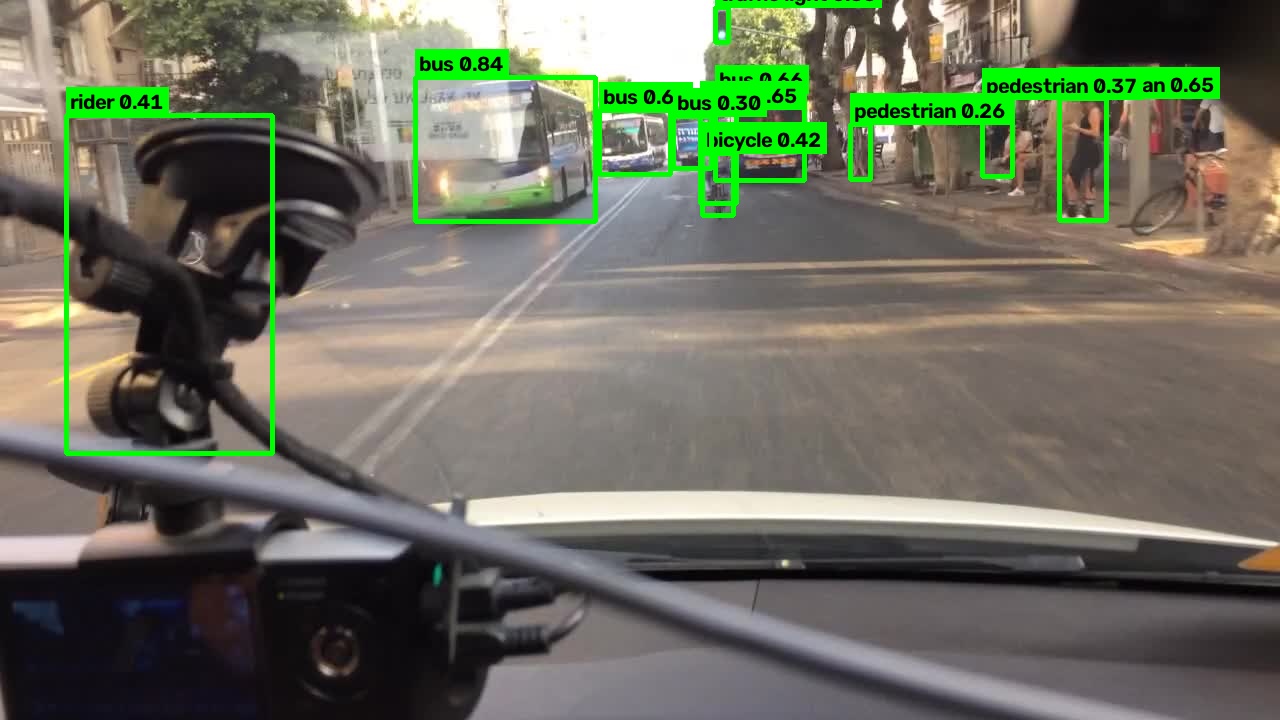 rider 0.41
bus 0.84
bus 0.6
bus 0.30
bus 0.66
.65
bicycle 0.42
pedestrian 0.26
pedestrian 0.37
an 0.65